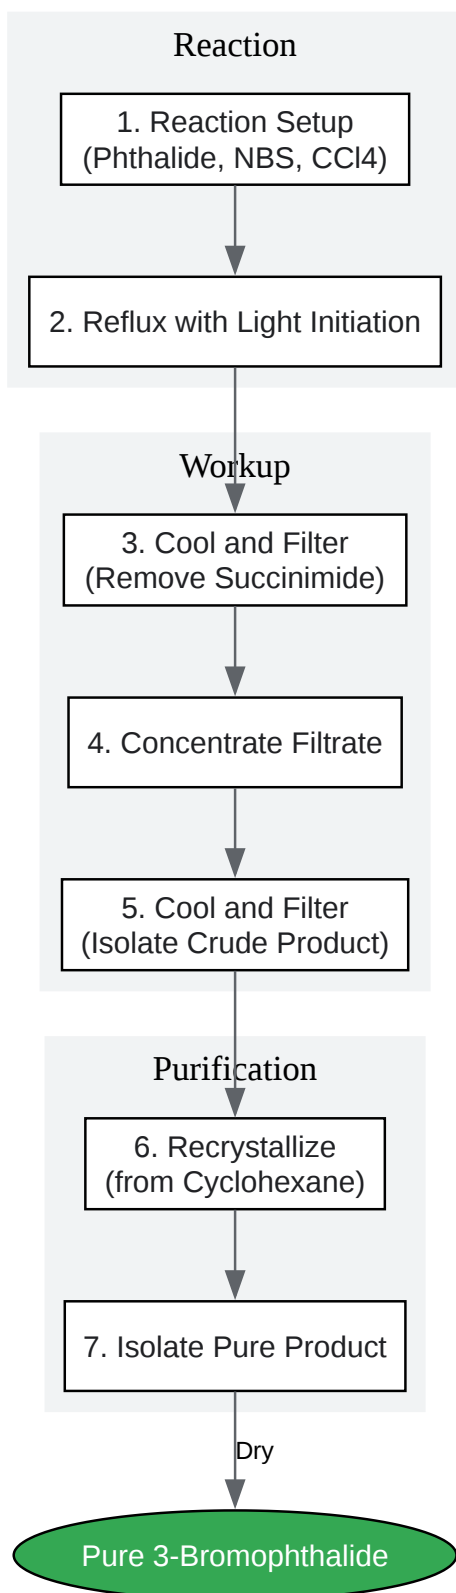 Reaction
1. Reaction Setup
(Phthalide, NBS, CCl4)
2. Reflux with Light Initiation
Workup
3. Cool and Filter
(Remove Succinimide)
4. Concentrate Filtrate
5. Cool and Filter
(Isolate Crude Product)
Purification
6. Recrystallize
(from Cyclohexane)
7. Isolate Pure Product
Dry
Pure 3-Bromophthalide